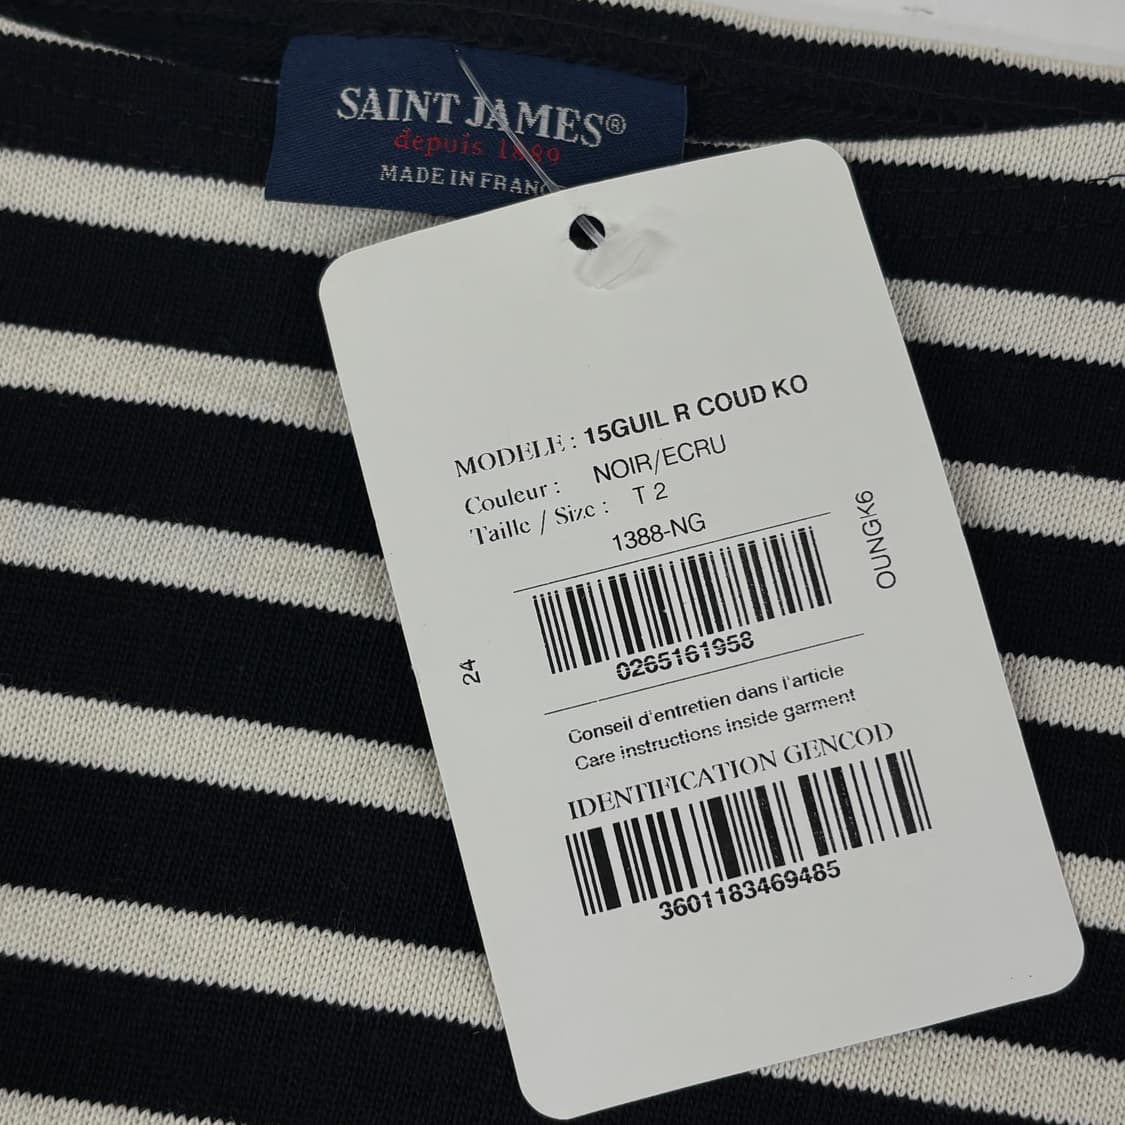 SAINT JAMES®
depuis 1889
MADE IN FRANC
MODELE : 15GUIL R COUD KO
Couleur : NOIR/ECRU
Taille / Size : T 2
1388-NG
0265161958
OUNGK6
24
Conseil d'entretien dans l'article
Care instructions inside garment
IDENTIFICATION GENCOD
3601183469485